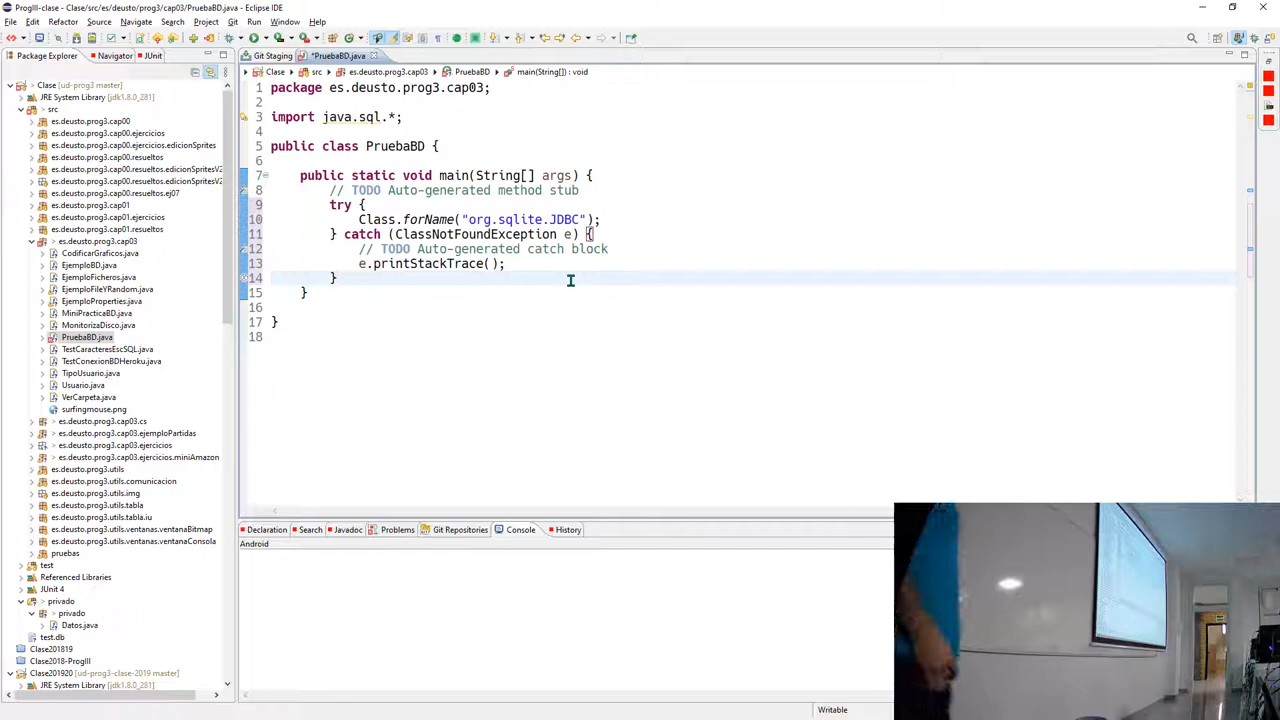 ProgIII-clase - Clase/src/es/deusto/prog3/cap03/PruebaBD.java - Eclipse IDE
File Edit Refactor Source Navigate Search Project Git Run Window Help
Package Explorer Navigator JUnit
Git Staging *PruebaBD.java
Clase src es.deusto.prog3.cap03 PruebaBD main(String[]) : void
Clase [ud-prog3 master]
JRE System Library [jdk1.8.0_281]
src
es.deusto.prog3.cap00
es.deusto.prog3.cap00.ejercicios
es.deusto.prog3.cap00.ejercicios.edicionSprites
es.deusto.prog3.cap00.resueltos
es.deusto.prog3.cap00.resueltos.edicionSprites
es.deusto.prog3.cap00.resueltos.edicionSpritesV2
es.deusto.prog3.cap00.resueltos.ej07
es.deusto.prog3.cap01
es.deusto.prog3.cap01.ejercicios
es.deusto.prog3.cap01.resueltos
> es.deusto.prog3.cap03
CodificarGraficos.java
EjemploBD.java
EjemploFicheros.java
EjemploFileYRandom.java
EjemploProperties.java
MiniPracticaBD.java
MonitorizaDisco.java
PruebaBD.java
TestCaracteresEscSQL.java
TestConexionBDHeroku.java
TipoUsuario.java
Usuario.java
VerCarpeta.java
surfingmouse.png
> es.deusto.prog3.cap03.cs
es.deusto.prog3.cap03.ejemploPartidas
> es.deusto.prog3.cap03.ejercicios
> es.deusto.prog3.cap03.ejercicios.miniAmazon
es.deusto.prog3.utils
es.deusto.prog3.utils.comunicacion
es.deusto.prog3.utils.img
es.deusto.prog3.utils.tabla
es.deusto.prog3.utils.tabla.iu
es.deusto.prog3.utils.ventanas.ventanaBitmap
es.deusto.prog3.utils.ventanas.ventanaConsola
pruebas
test
Referenced Libraries
JUnit 4
> privado
> privado
Datos.java
test.db
Clase201819
Clase2018-ProgIII
Clase201920 [ud-prog3-clase-2019 master]
JRE System Library [jdk1.8.0_281]
1 package es.deusto.prog3.cap03;
2
3 import java.sql.*;
4
5 public class PruebaBD {
6
7 public static void main(String[] args) {
8 // TODO Auto-generated method stub
9 try {
10 Class.forName("org.sqlite.JDBC");
11 } catch (ClassNotFoundException e) {
12 // TODO Auto-generated catch block
13 e.printStackTrace();
14 }
15 }
16
17 }
18
Declaration Search Javadoc Problems Git Repositories Console History
Android
Writable